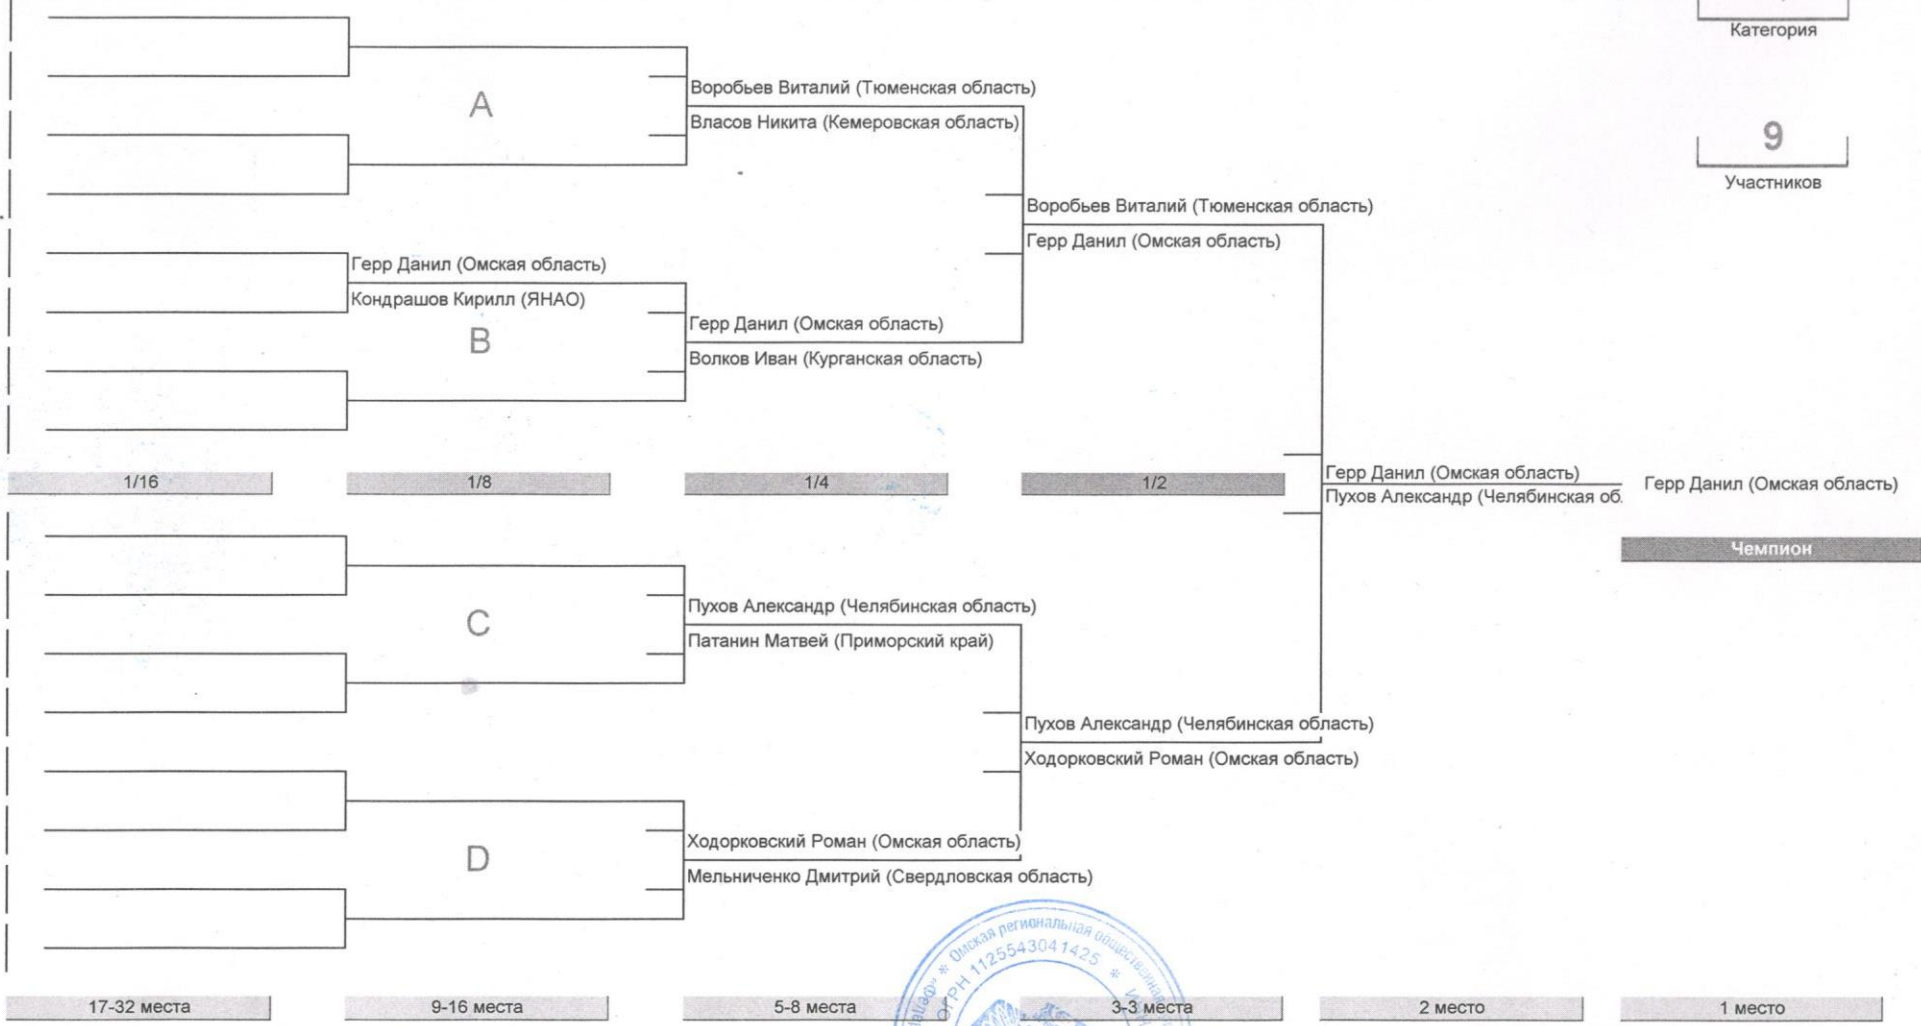 Категория
A
Воробьев Виталий (Тюменская область)
Власов Никита (Кемеровская область)
9
Участников
Воробьев Виталий (Тюменская область)
Герр Данил (Омская область)
Герр Данил (Омская область)
Кондрашов Кирилл (ЯНАО)
B
Герр Данил (Омская область)
Волков Иван (Курганская область)
1/16
1/8
1/4
1/2
Герр Данил (Омская область)
Пухов Александр (Челябинская об.
Герр Данил (Омская область)
Чемпион
C
Пухов Александр (Челябинская область)
Патанин Матвей (Приморский край)
Пухов Александр (Челябинская область)
Ходорковский Роман (Омская область)
D
Ходорковский Роман (Омская область)
Мельниченко Дмитрий (Свердловская область)
Омская региональная общественная
ОГРН 1125543041425
17-32 места
9-16 места
5-8 места
3-3 места
2 место
1 место